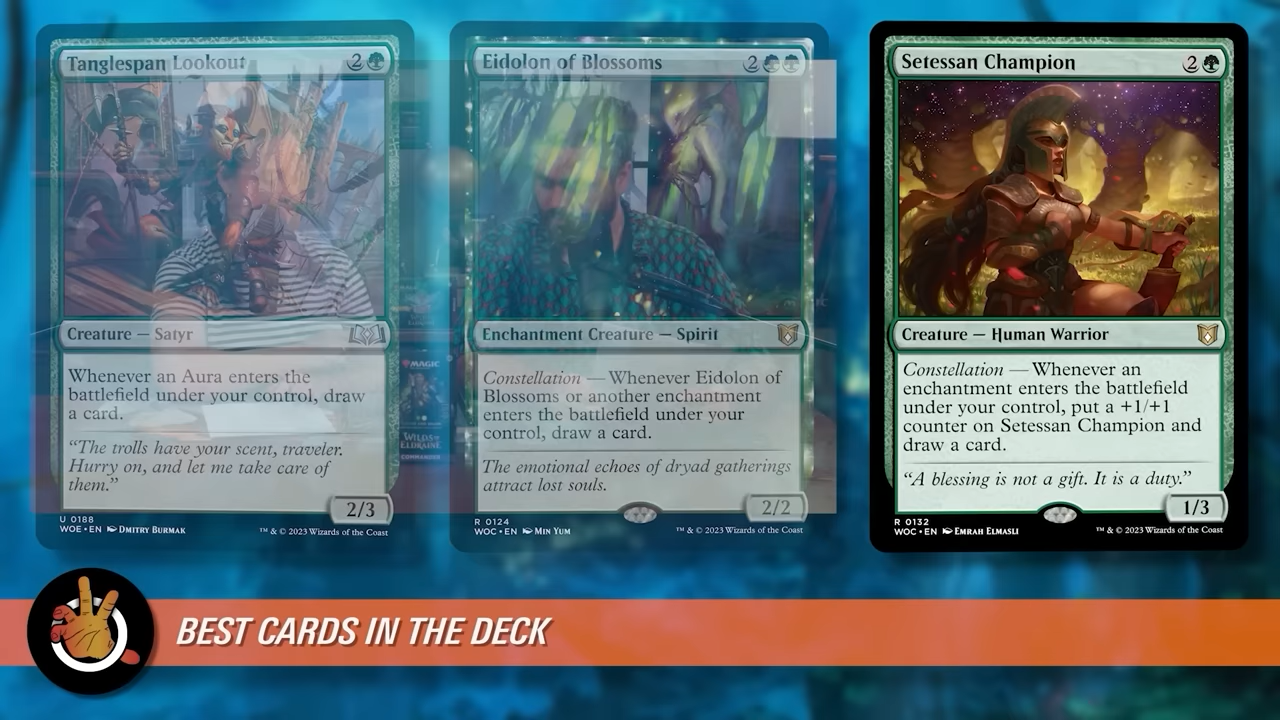 Tanglespan Lookout 2
Creature — Satyr
Whenever an Aura enters the
battlefield under your control, draw
a card.
“The trolls have your scent, traveler.
Hurry on, and let me take care of
them.”
2/3
U 0188
WOE • EN DMITRY BURMAK
™ & © 2023 Wizards of the Coast
Eidolon of Blossoms 2
Enchantment Creature — Spirit
Constellation — Whenever Eidolon of
Blossoms or another enchantment
enters the battlefield under your
control, draw a card.
The emotional echoes of dryad gatherings
attract lost souls.
2/2
R 0124
WOC • EN MIN YUM
™ & © 2023 Wizards of the Coast
Setessan Champion 2
Creature — Human Warrior
Constellation — Whenever an
enchantment enters the battlefield
under your control, put a +1/+1
counter on Setessan Champion and
draw a card.
“A blessing is not a gift. It is a duty.”
1/3
R 0132
WOC • EN EMRAH ELMASLI
™ & © 2023 Wizards of the Coast
MAGIC
WILDS OF
ELDRAINE
COMMANDER
BEST CARDS IN THE DECK